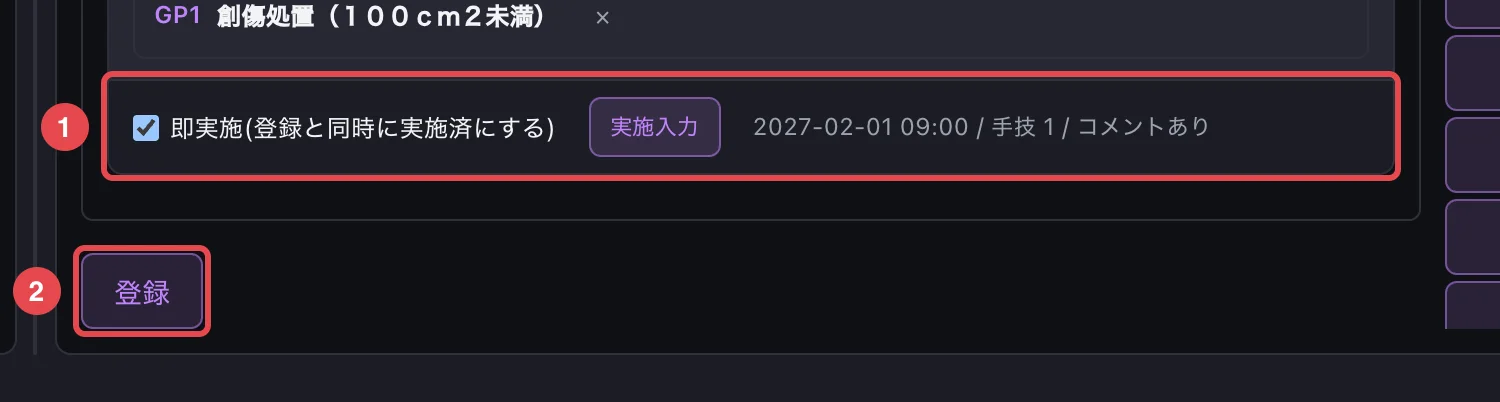 GP1 創傷処置（１００ｃｍ２未満） ×
1 即実施(登録と同時に実施済にする) 実施入力 2027-02-01 09:00 / 手技 1 / コメントあり
2 登録